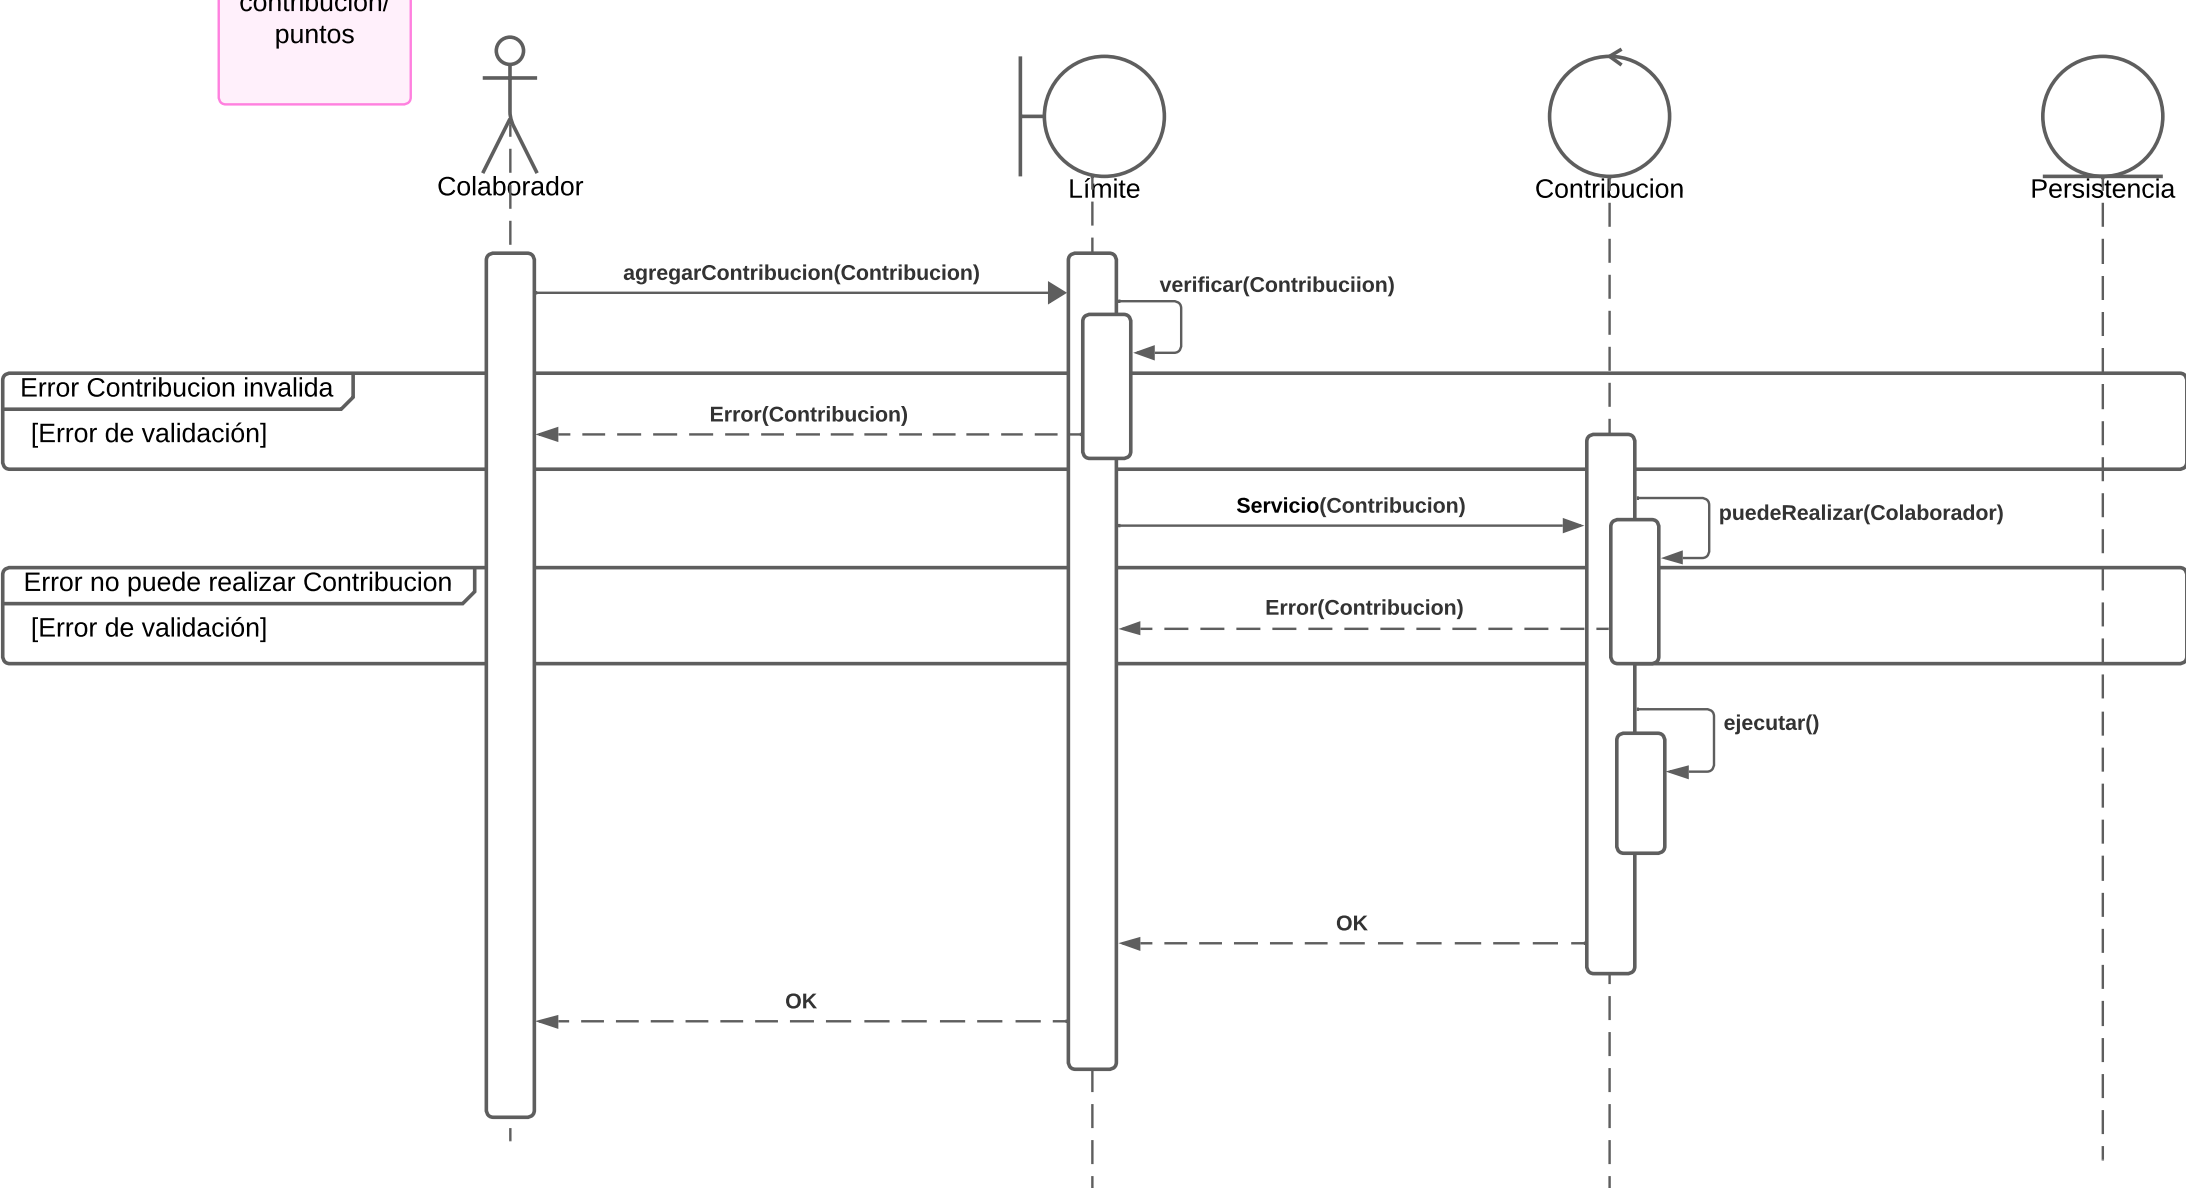 contribucion/
puntos
Colaborador
Límite
Contribucion
Persistencia
agregarContribucion(Contribucion)
verificar(Contribuciion)
Error Contribucion invalida
[Error de validación]
Error(Contribucion)
Servicio(Contribucion)
puedeRealizar(Colaborador)
Error no puede realizar Contribucion
[Error de validación]
Error(Contribucion)
ejecutar()
OK
OK